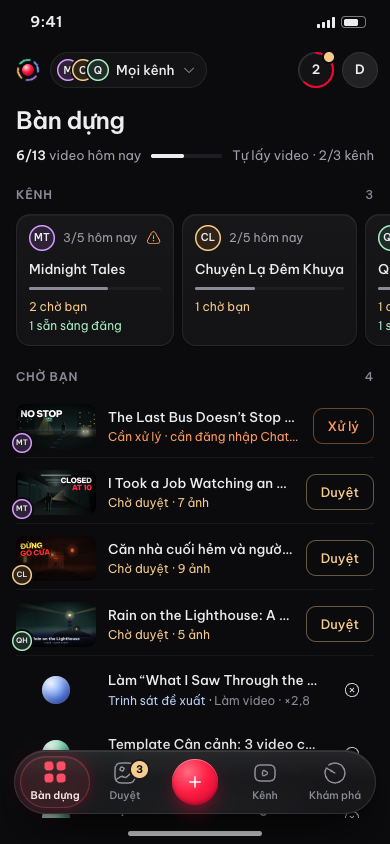 9:41
M C Q Mọi kênh
2
D
Bàn dựng
6/13 video hôm nay
Tự lấy video · 2/3 kênh
KÊNH
3
MT 3/5 hôm nay
Midnight Tales
2 chờ bạn
1 sẵn sàng đăng
CL 2/5 hôm nay
Chuyện Lạ Đêm Khuya
1 chờ bạn
CHỜ BẠN
4
NO STOP
MT
The Last Bus Doesn't Stop ...
Cần xử lý · cần đăng nhập Chat...
Xử lý
CLOSED
AT 10
MT
I Took a Job Watching an ...
Chờ duyệt · 7 ảnh
Duyệt
ĐỪNG
GÕ CỬA
CL
Căn nhà cuối hẻm và ngườ...
Chờ duyệt · 9 ảnh
Duyệt
QH
Rain on the Lighthouse
Rain on the Lighthouse: A ...
Chờ duyệt · 5 ảnh
Duyệt
Làm “What I Saw Through the ...
Trinh sát đề xuất · Làm video · ×2,8
Template Cận cảnh: 3 video c...
Bàn dựng
3
Duyệt
Kênh
Khám phá